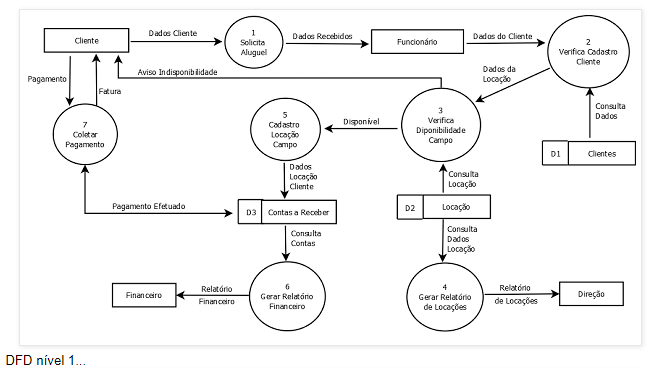 Cliente
Dados Cliente
1
Solicita
Aluguel
Dados Recebidos
Funcionário
Dados do Cliente
2
Verifica Cadastro
Cliente
Pagamento
Fatura
Aviso Indisponibilidade
Dados da
Locação
Consulta
Dados
7
Coletar
Pagamento
5
Cadastro
Locação
Campo
Disponível
3
Verifica
Diponibilidade
Campo
D1
Clientes
Dados
Locação
Cliente
Consulta
Locação
Pagamento Efetuado
D3
Contas a Receber
D2
Locação
Consulta
Contas
Consulta
Dados
Locação
Financeiro
Relatório
Financeiro
6
Gerar Relatório
Financeiro
4
Gerar Relatório
de Locações
Relatório
de Locações
Direção
DFD nível 1...